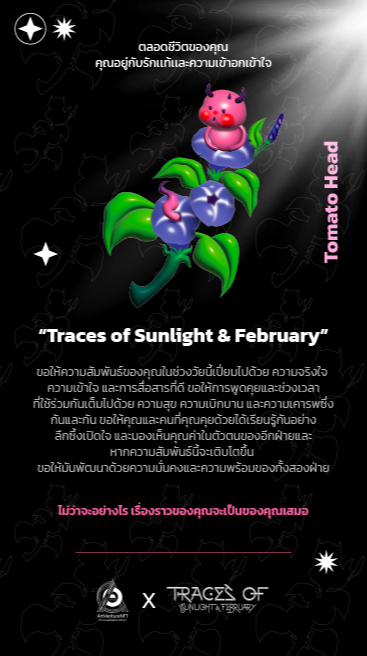 ตลอดชีวิตของคุณ
คุณอยู่กับรักแท้และความเข้าอกเข้าใจ
Tomato Head
“Traces of Sunlight & February”
ขอให้ความสัมพันธ์ของคุณในช่วงวัยนี้เปี่ยมไปด้วย ความจริงใจ
ความเข้าใจ และการสื่อสารที่ดี ขอให้การพูดคุยและช่วงเวลา
ที่ใช้ร่วมกันเต็มไปด้วย ความสุข ความเบิกบาน และความเคารพซึ่ง
กันและกัน ขอให้คุณและคนที่คุณคุยด้วยได้เรียนรู้กันอย่าง
ลึกซึ้งเปิดใจ และมองเห็นคุณค่าในตัวตนของอีกฝ่ายและ
หากความสัมพันธ์นี้จะเติบโตขึ้น
ขอให้มันพัฒนาด้วยความมั่นคงและความพร้อมของทั้งสองฝ่าย
ไม่ว่าจะอย่างไร เรื่องราวของคุณจะเป็นของคุณเสมอ
X
TRACES OF
SUNLIGHT & FEBRUARY